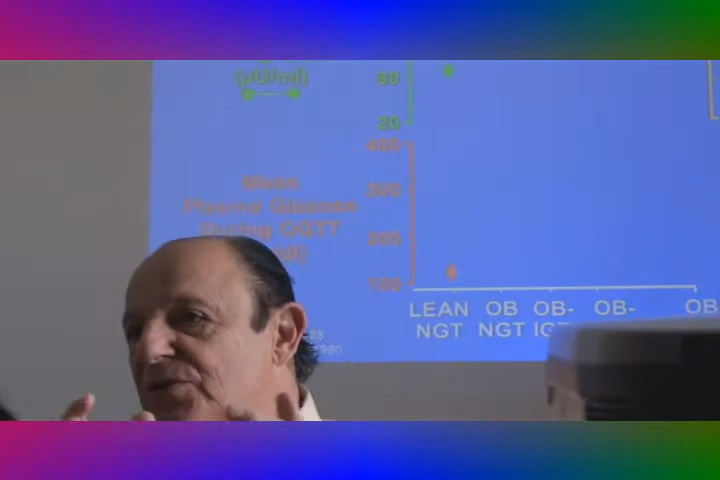 (µU/ml)
20
400
300
200
100
Mean
Plasma Glucose
During OGTT
LEAN OB OB- OB- OB
NGT NGT IGT